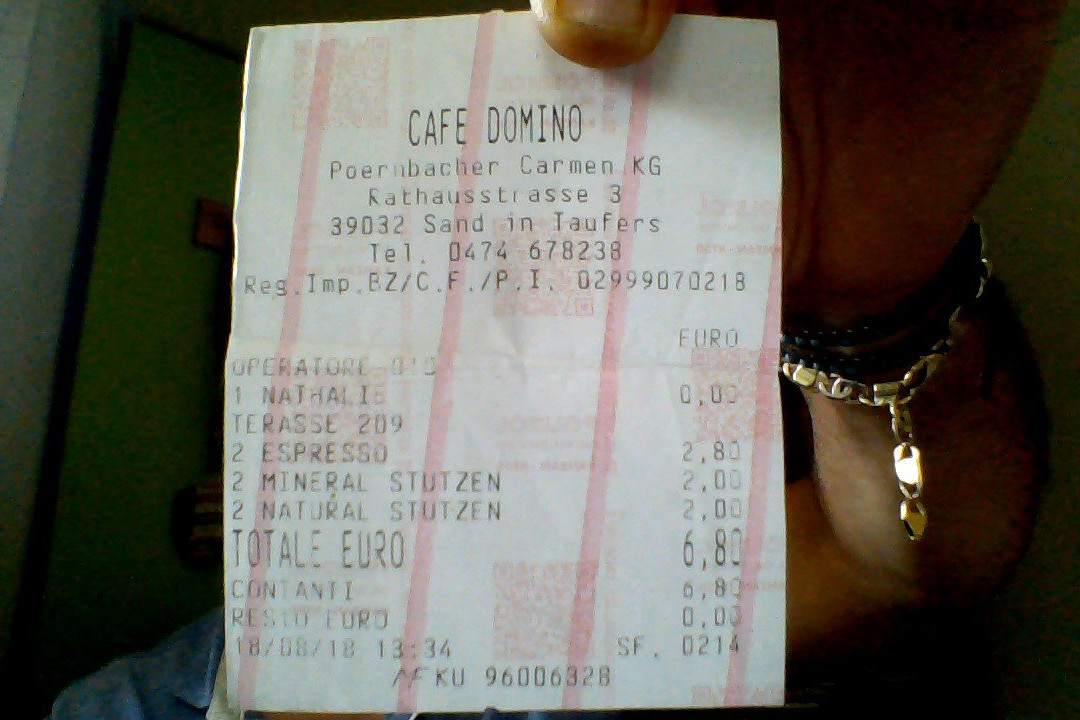 CAFE DOMINO
Poernbacher Carmen KG
Rathausstrasse 3
39032 Sand in Taufers
Tel. 0474 678238
Reg.Imp.BZ/C.F./P.I. 02999070218
EURO
OPERATORE
1 NATHALIE 0,00
TERASSE 209
2 ESPRESSO 2,80
2 MINERAL STUTZEN 2,00
2 NATURAL STUTZEN 2,00
TOTALE EURO 6,80
CONTANTI 6,80
RESTO EURO 0,00
18/08/18 13:34 SF. 0214
KU 96006328